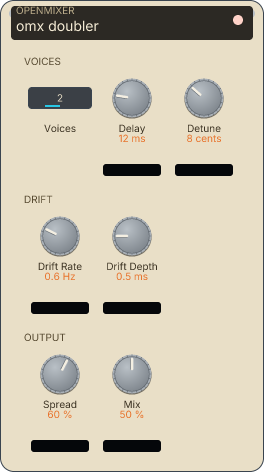 OPENMIXER
omx doubler
VOICES
2
Voices
Delay
12 ms
Detune
8 cents
DRIFT
Drift Rate
0.6 Hz
Drift Depth
0.5 ms
OUTPUT
Spread
60 %
Mix
50 %